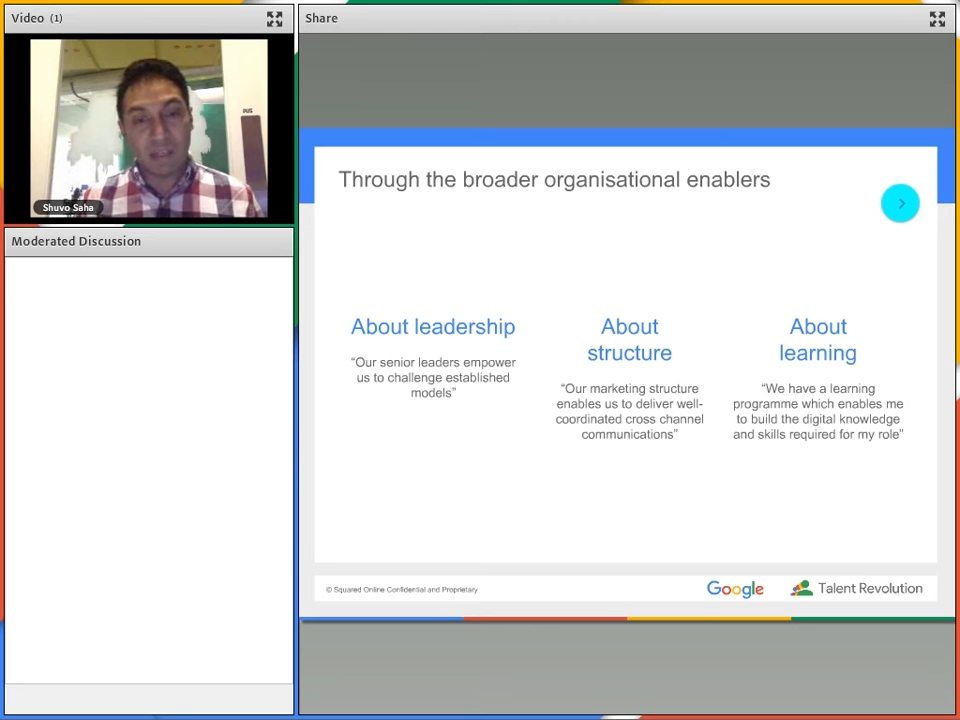 Video (1)
Shuvo Saha
Moderated Discussion
Share
Through the broader organisational enablers
About leadership
“Our senior leaders empower
us to challenge established
models”
About
structure
“Our marketing structure
enables us to deliver well-
coordinated cross channel
communications”
About
learning
“We have a learning
programme which enables me
to build the digital knowledge
and skills required for my role”
© Squared Online Confidential and Proprietary
Google
Talent Revolution